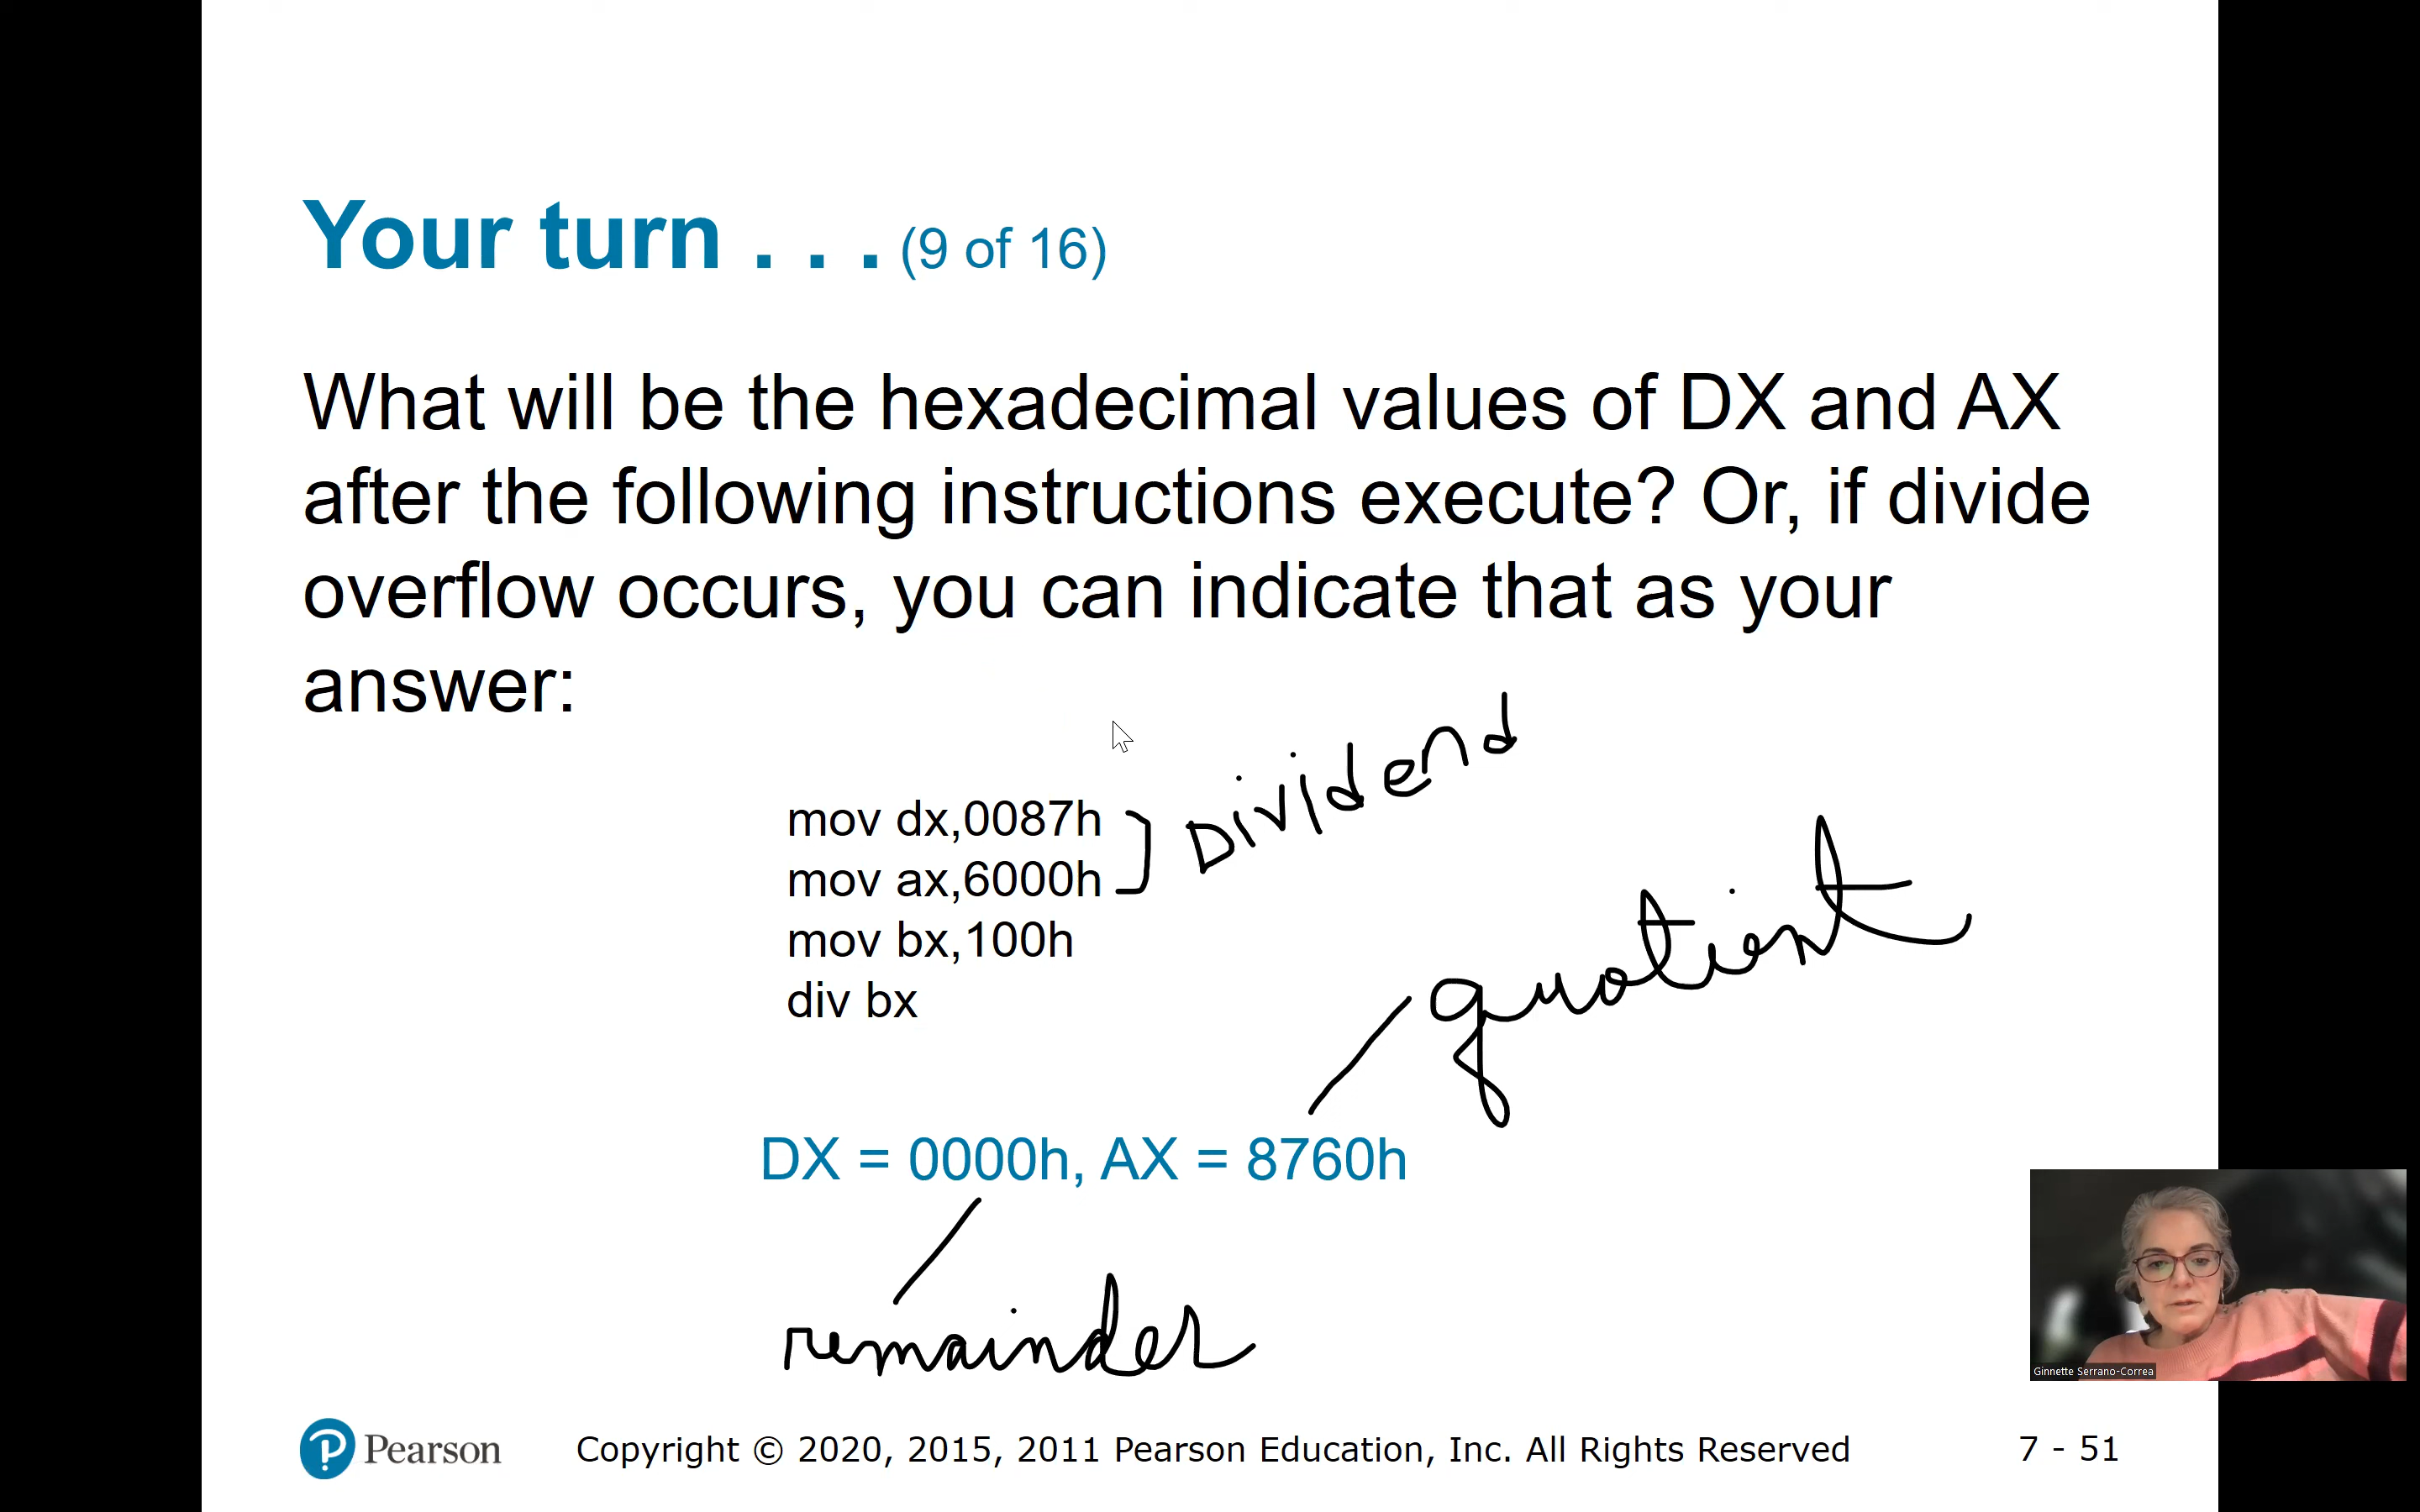 Your turn . . . (9 of 16)
What will be the hexadecimal values of DX and AX
after the following instructions execute? Or, if divide
overflow occurs, you can indicate that as your
answer:
mov dx,0087h
mov ax,6000h
Dividend
mov bx,100h
div bx
quotient
DX = 0000h, AX = 8760h
remainder
Ginnette Serrano-Correa
Pearson
Copyright © 2020, 2015, 2011 Pearson Education, Inc. All Rights Reserved
7 - 51